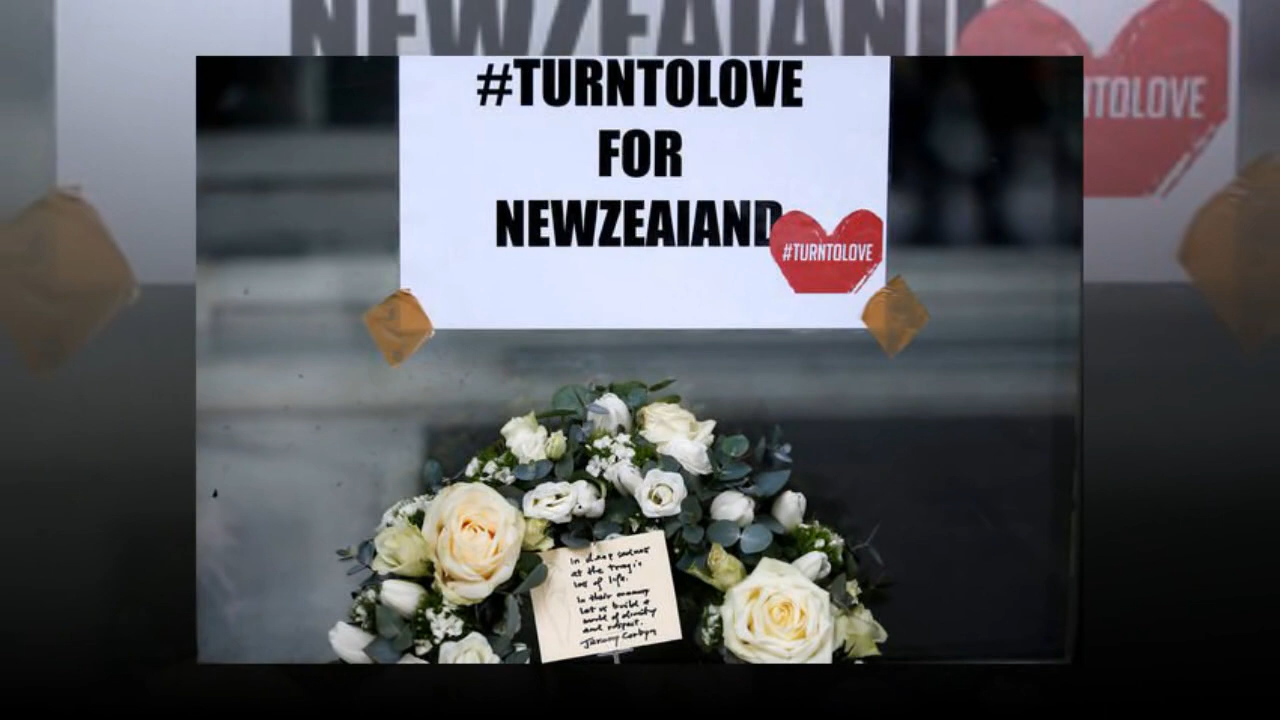 #TURNTOLOVE
FOR
NEWZEAIAND
#TURNTOLOVE
In deep sadness
at the tragic
loss of life.
In their memory
let us build a
world of diversity
and respect.
Jeremy Corbyn